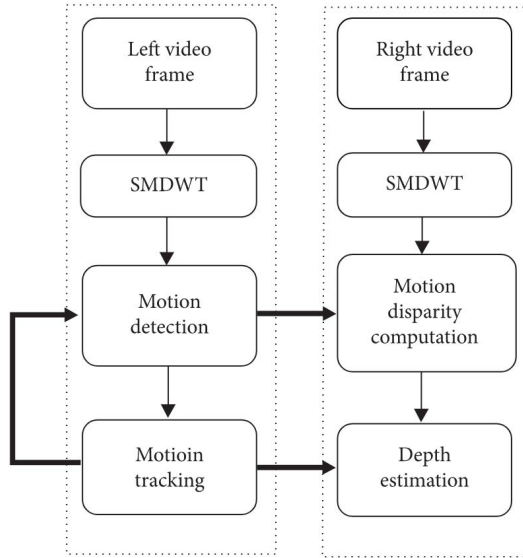 Left video
frame
SMDWT
Motion
detection
Motioin
tracking
Right video
frame
SMDWT
Motion
disparity
computation
Depth
estimation